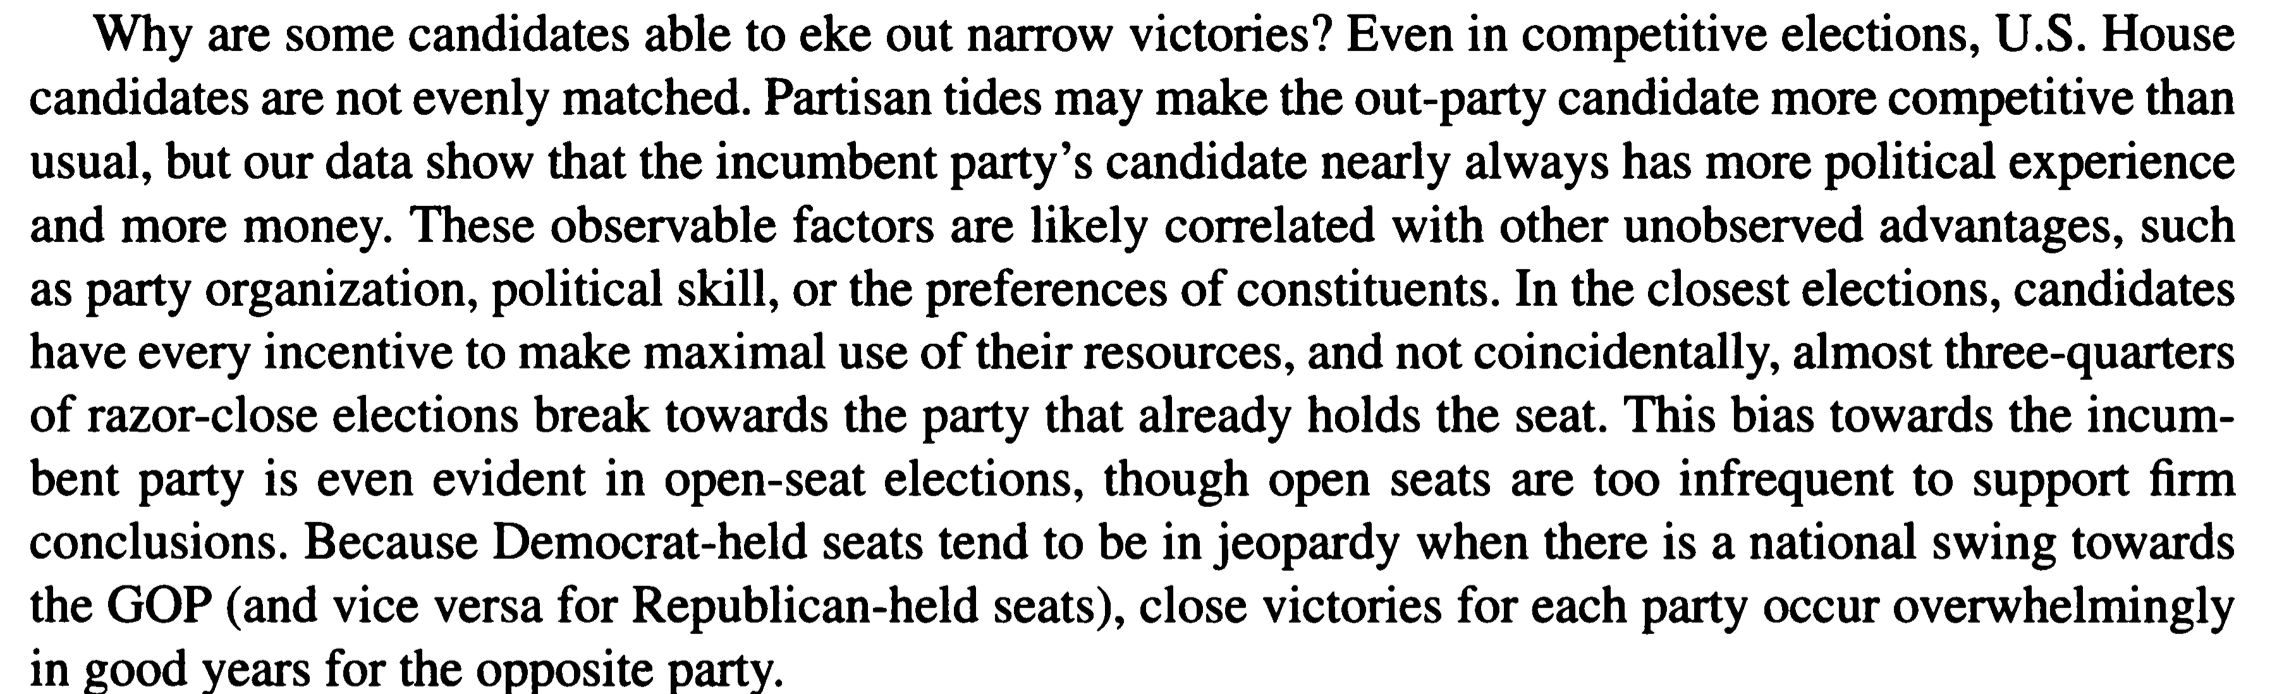 Why are some candidates able to eke out narrow victories? Even in competitive elections, U.S. House
candidates are not evenly matched. Partisan tides may make the out-party candidate more competitive than
usual, but our data show that the incumbent party's candidate nearly always has more political experience
and more money. These observable factors are likely correlated with other unobserved advantages, such
as party organization, political skill, or the preferences of constituents. In the closest elections, candidates
have every incentive to make maximal use of their resources, and not coincidentally, almost three-quarters
of razor-close elections break towards the party that already holds the seat. This bias towards the incum-
bent party is even evident in open-seat elections, though open seats are too infrequent to support firm
conclusions. Because Democrat-held seats tend to be in jeopardy when there is a national swing towards
the GOP (and vice versa for Republican-held seats), close victories for each party occur overwhelmingly
in good years for the opposite party.